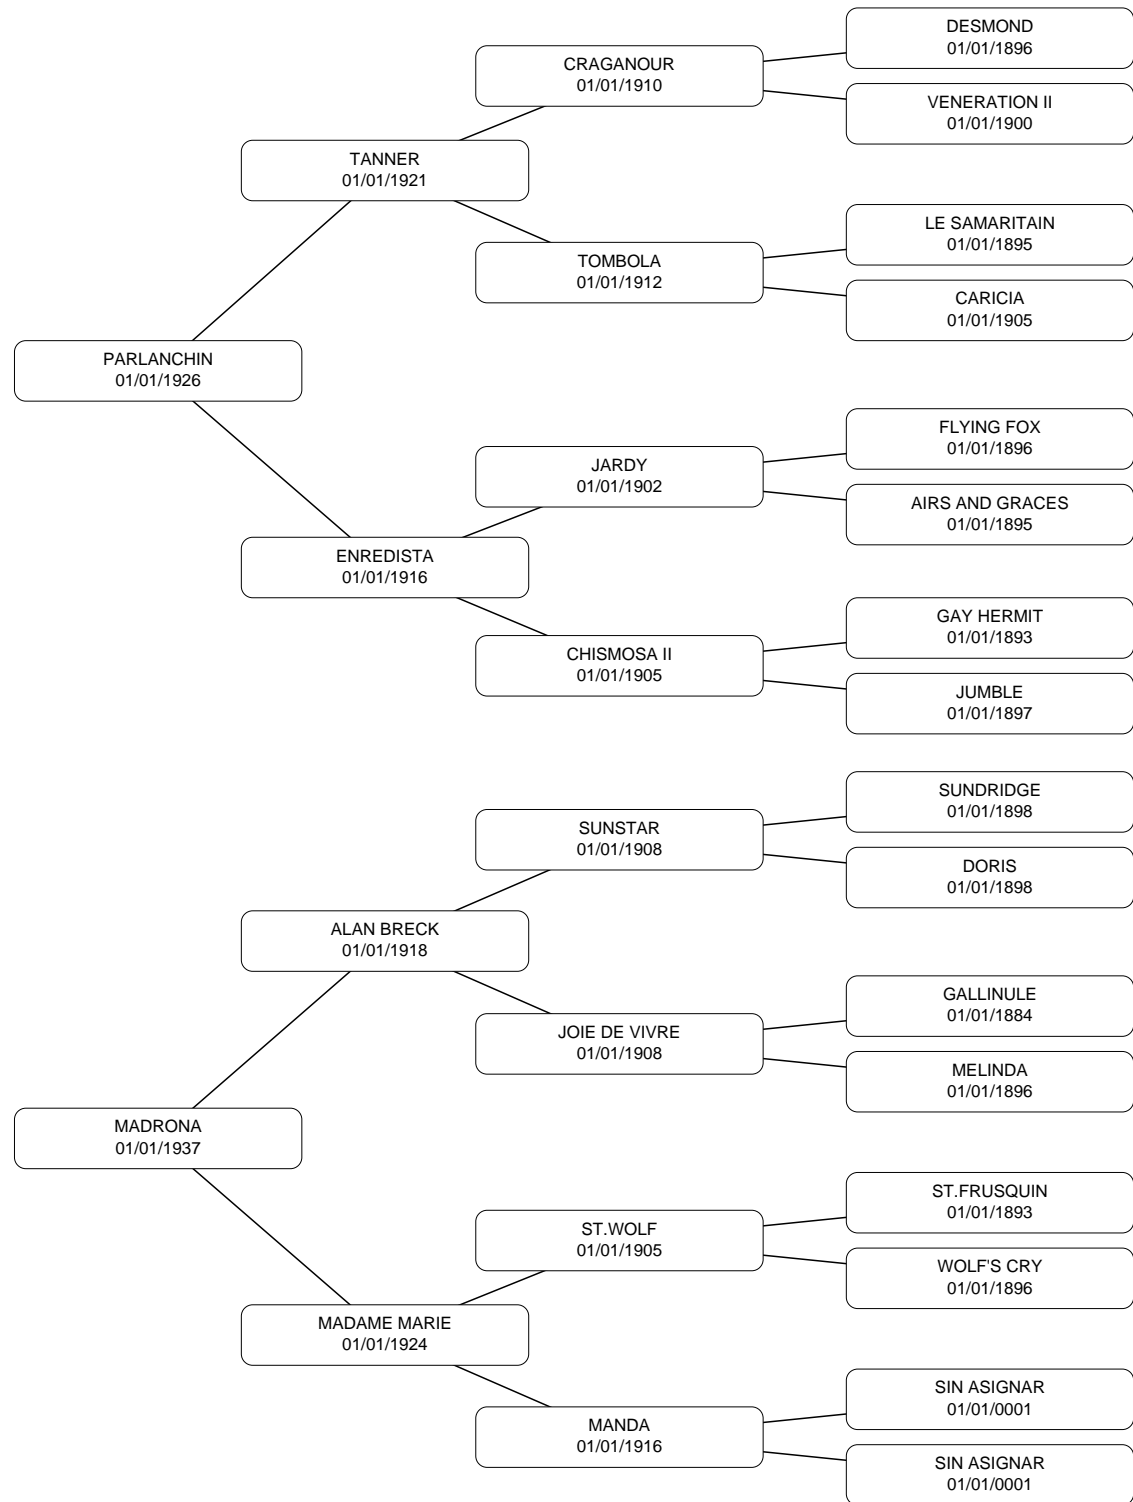 DESMOND
01/01/1896
CRAGANOUR
01/01/1910
VENERATION II
01/01/1900
TANNER
01/01/1921
LE SAMARITAIN
01/01/1895
TOMBOLA
01/01/1912
CARICIA
01/01/1905
PARLANCHIN
01/01/1926
FLYING FOX
01/01/1896
JARDY
01/01/1902
AIRS AND GRACES
01/01/1895
ENREDISTA
01/01/1916
GAY HERMIT
01/01/1893
CHISMOSA II
01/01/1905
JUMBLE
01/01/1897
SUNDRIDGE
01/01/1898
SUNSTAR
01/01/1908
DORIS
01/01/1898
ALAN BRECK
01/01/1918
GALLINULE
01/01/1884
JOIE DE VIVRE
01/01/1908
MELINDA
01/01/1896
MADRONA
01/01/1937
ST.FRUSQUIN
01/01/1893
ST.WOLF
01/01/1905
WOLF'S CRY
01/01/1896
MADAME MARIE
01/01/1924
SIN ASIGNAR
01/01/0001
MANDA
01/01/1916
SIN ASIGNAR
01/01/0001